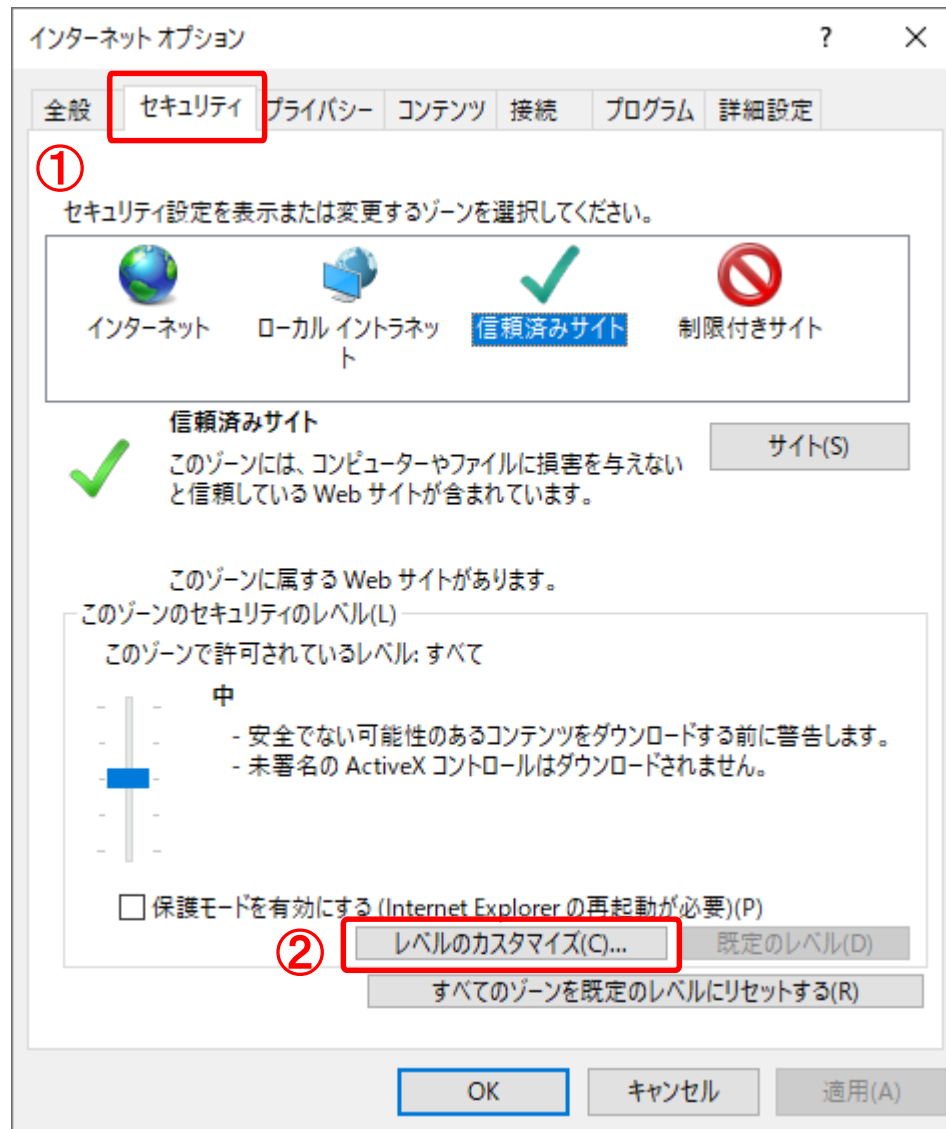 インターネット オプション ? ×
全般 セキュリティ プライバシー コンテンツ 接続 プログラム 詳細設定
①
セキュリティ設定を表示または変更するゾーンを選択してください。
インターネット ローカル イントラネッ 信頼済みサイト 制限付きサイト
ト
信頼済みサイト
サイト(S)
このゾーンには、コンピューターやファイルに損害を与えない
と信頼している Web サイトが含まれています。
このゾーンに属する Web サイトがあります。
このゾーンのセキュリティのレベル(L)
このゾーンで許可されているレベル: すべて
中
- 安全でない可能性のあるコンテンツをダウンロードする前に警告します。
- 未署名の ActiveX コントロールはダウンロードされません。
保護モードを有効にする (Internet Explorer の再起動が必要)(P)
② レベルのカスタマイズ(C)... 既定のレベル(D)
すべてのゾーンを既定のレベルにリセットする(R)
OK キャンセル 適用(A)